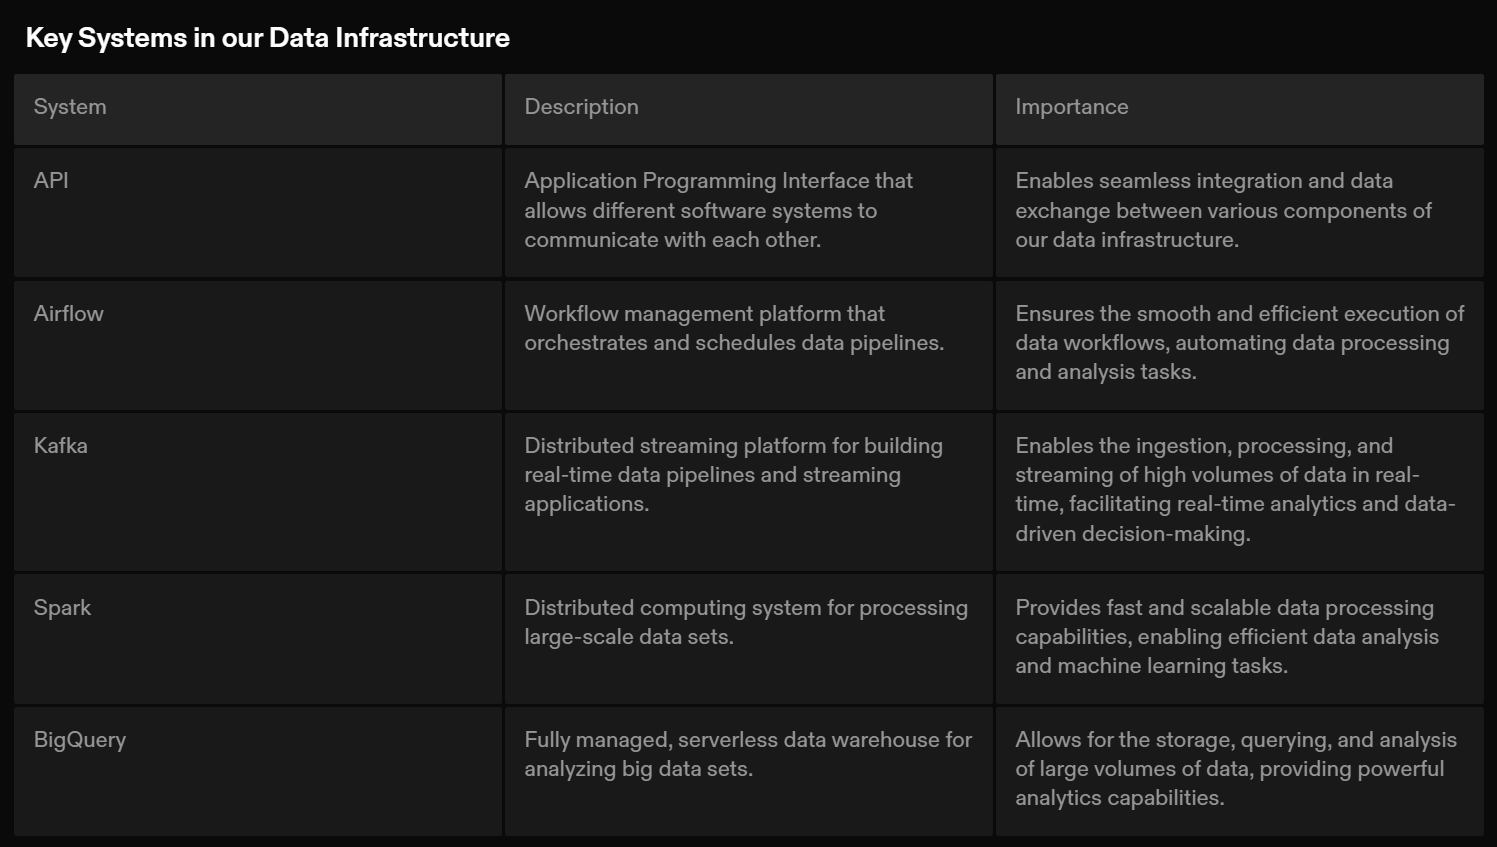 Key Systems in our Data Infrastructure
System
Description
Importance
API
Application Programming Interface that
allows different software systems to
communicate with each other.
Enables seamless integration and data
exchange between various components of
our data infrastructure.
Airflow
Workflow management platform that
orchestrates and schedules data pipelines.
Ensures the smooth and efficient execution of
data workflows, automating data processing
and analysis tasks.
Kafka
Distributed streaming platform for building
real-time data pipelines and streaming
applications.
Enables the ingestion, processing, and
streaming of high volumes of data in real-
time, facilitating real-time analytics and data-
driven decision-making.
Spark
Distributed computing system for processing
large-scale data sets.
Provides fast and scalable data processing
capabilities, enabling efficient data analysis
and machine learning tasks.
BigQuery
Fully managed, serverless data warehouse for
analyzing big data sets.
Allows for the storage, querying, and analysis
of large volumes of data, providing powerful
analytics capabilities.